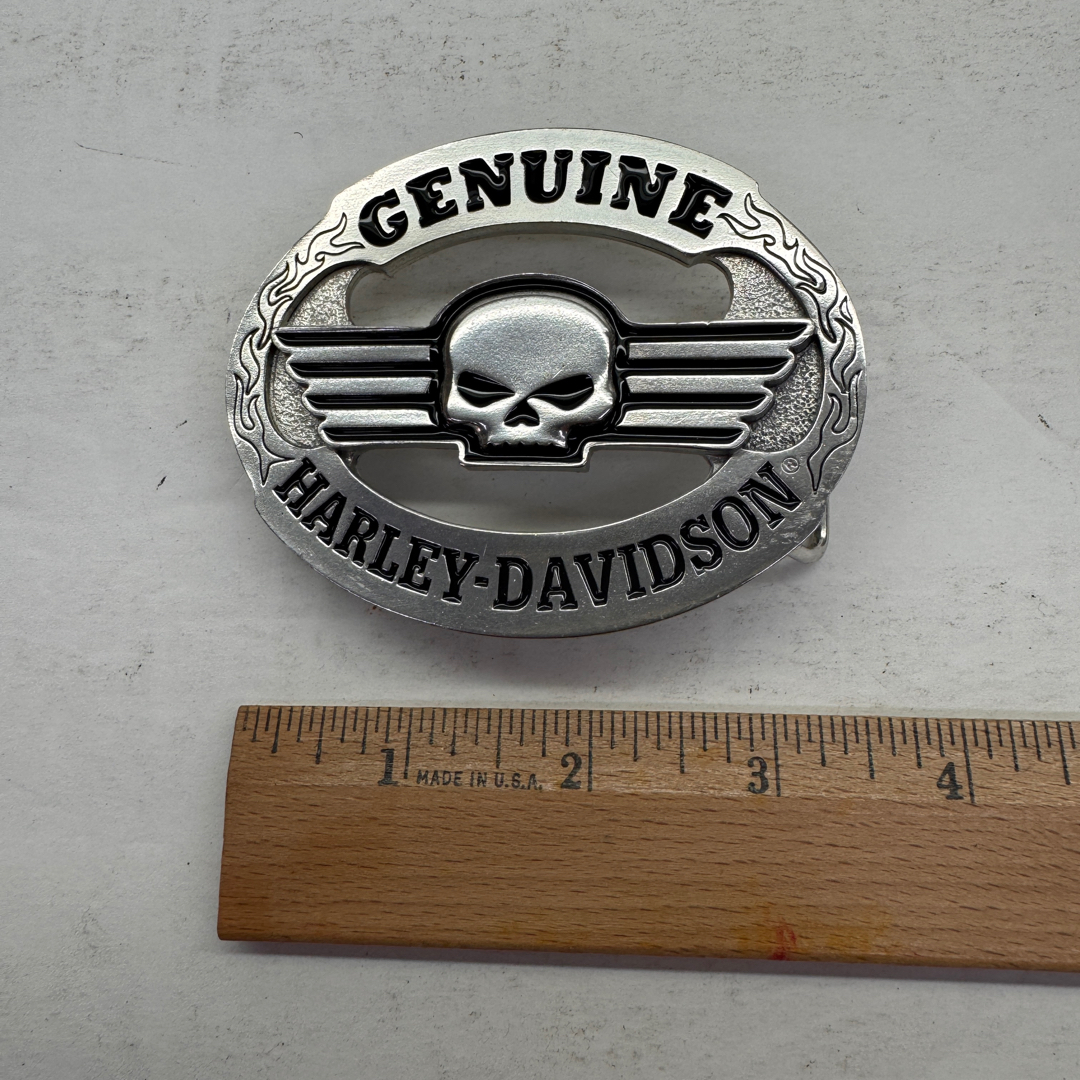 GENUINE
HARLEY-DAVIDSON®
1 MADE IN U.S.A. 2 3 4